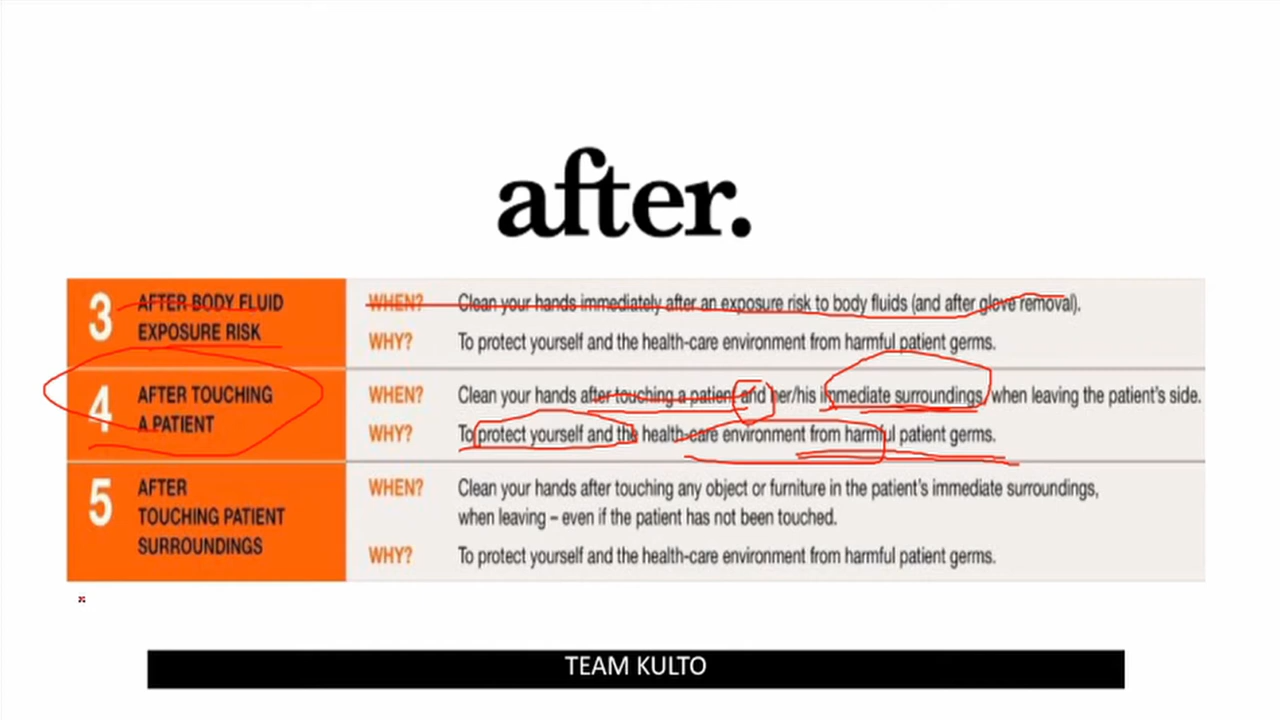 after.
3 AFTER BODY FLUID
EXPOSURE RISK
WHEN? Clean your hands immediately after an exposure risk to body fluids (and after glove removal).
WHY? To protect yourself and the health-care environment from harmful patient germs.
4 AFTER TOUCHING
A PATIENT
WHEN? Clean your hands after touching a patient and her/his immediate surroundings, when leaving the patient's side.
WHY? To protect yourself and the health-care environment from harmful patient germs.
5 AFTER
TOUCHING PATIENT
SURROUNDINGS
WHEN? Clean your hands after touching any object or furniture in the patient's immediate surroundings,
when leaving – even if the patient has not been touched.
WHY? To protect yourself and the health-care environment from harmful patient germs.
TEAM KULTO